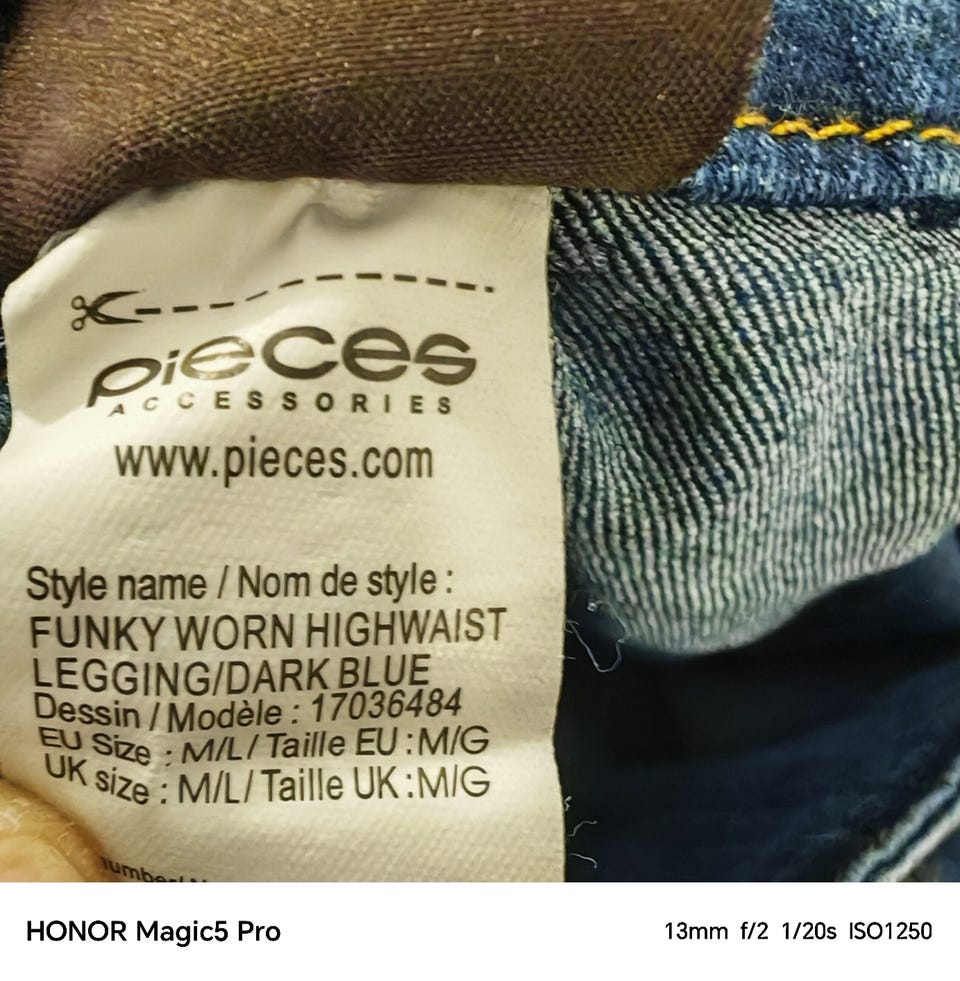 pieces
ACCESSORIES
www.pieces.com
Style name / Nom de style :
FUNKY WORN HIGHWAIST
LEGGING/DARK BLUE
Dessin / Modèle : 17036484
EU Size : M/L / Taille EU : M/G
UK size : M/L / Taille UK : M/G
HONOR Magic5 Pro
13mm f/2 1/20s ISO1250